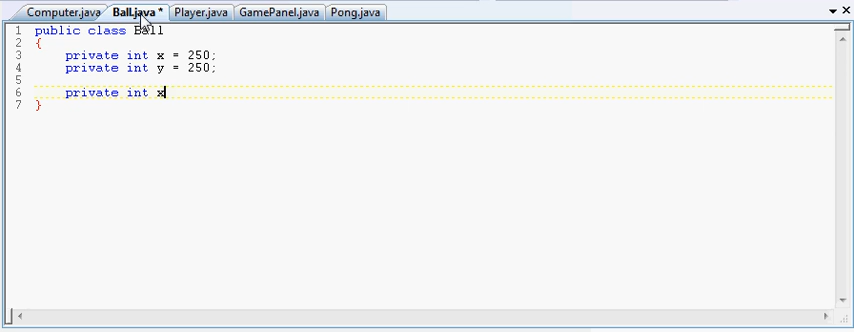 Computer.java Ball.java * Player.java GamePanel.java Pong.java
1 public class Ball
2 {
3 private int x = 250;
4 private int y = 250;
5
6 private int x
7 }